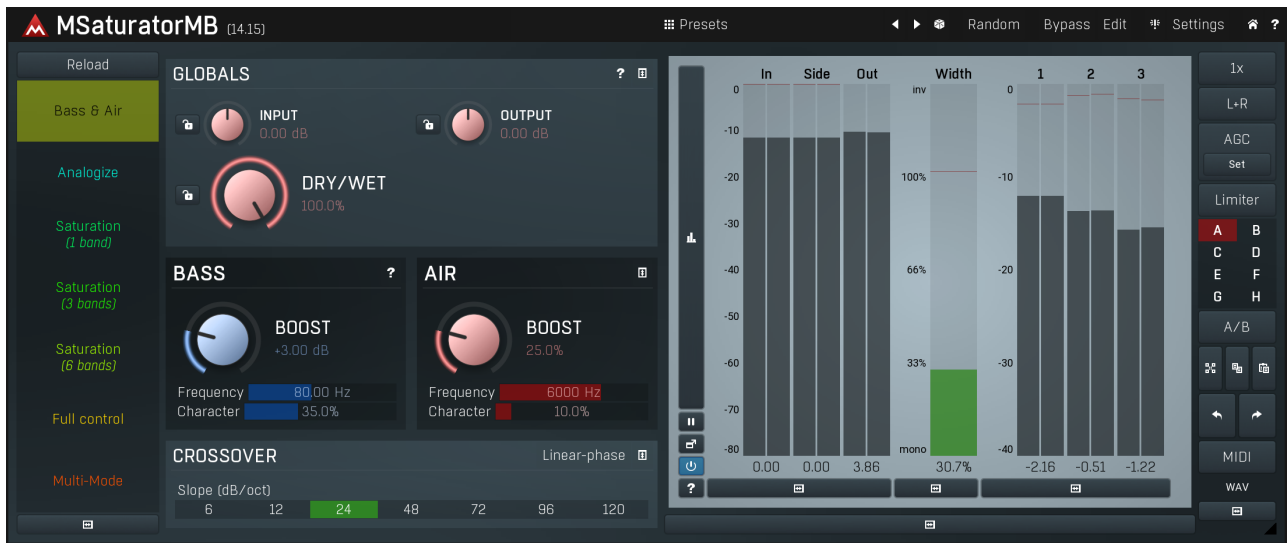 MSaturatorMB (14.15)
Presets
Random
Bypass
Edit
Settings
?
Reload
Bass & Air
Analogize
Saturation
(1 band)
Saturation
(3 bands)
Saturation
(6 bands)
Full control
Multi-Mode
GLOBALS ?
INPUT
0.00 dB
OUTPUT
0.00 dB
DRY/WET
100.0%
BASS ?
BOOST
+3.00 dB
Frequency 80.00 Hz
Character 35.0%
AIR
BOOST
25.0%
Frequency 6000 Hz
Character 10.0%
CROSSOVER Linear-phase
Slope (dB/oct)
6 12 24 48 72 96 120
In Side Out Width 1 2 3
0 inv 0
-10
-20 100% -10
-30
-40 66% -20
-50
-60 33% -30
-70
-80 mono -40
0.00 0.00 3.86 30.7% -2.16 -0.51 -1.22
?
1x
L+R
AGC
Set
Limiter
A B
C D
E F
G H
A/B
MIDI
WAV